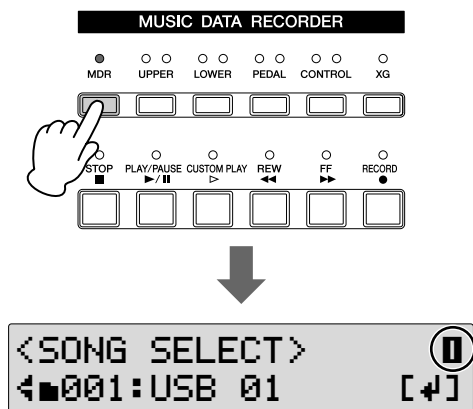 MUSIC DATA RECORDER
MDR UPPER LOWER PEDAL CONTROL XG
STOP PLAY/PAUSE CUSTOM PLAY REW FF RECORD
<SONG SELECT>
001:USB 01 [↲]